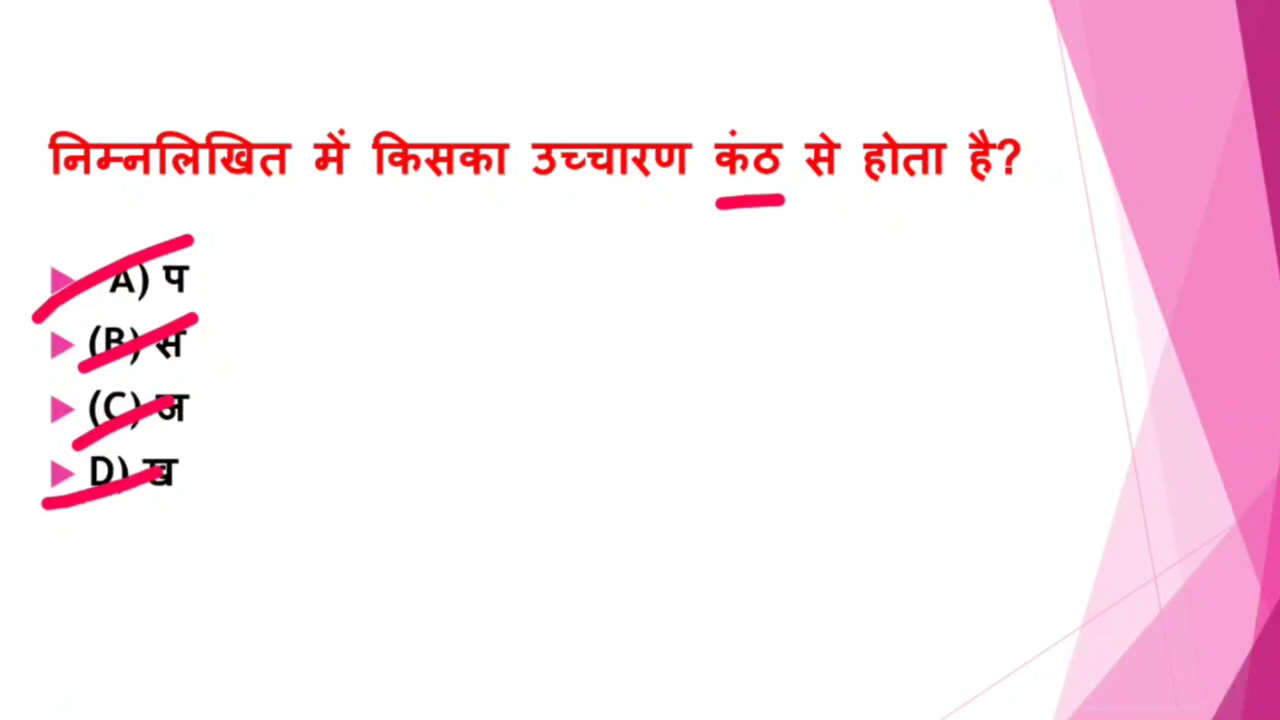 निम्नलिखित में किसका उच्चारण कंठ से होता है?
A) प
(B) स
(C) ज
D) ख